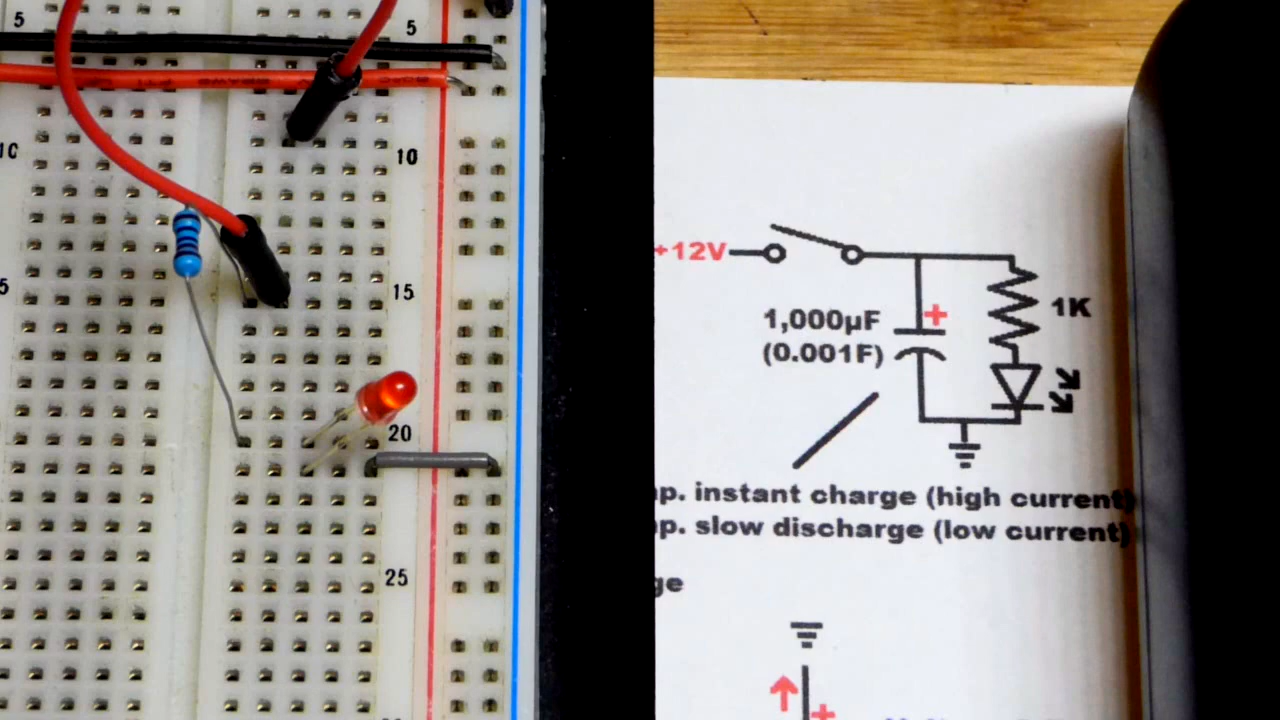 5
5
10
10
5
15
20
25
+12V
1,000µF
+
1K
(0.001F)
p. instant charge (high current)
p. slow discharge (low current)
ge
+